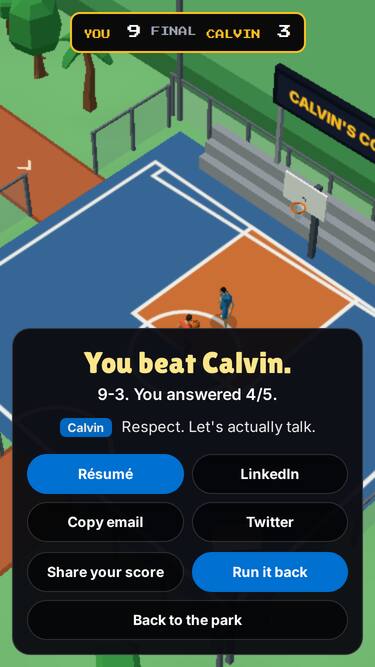 YOU 9 FINAL CALVIN 3
CALVIN'S
You beat Calvin.
9-3. You answered 4/5.
Calvin Respect. Let's actually talk.
Résumé LinkedIn
Copy email Twitter
Share your score Run it back
Back to the park